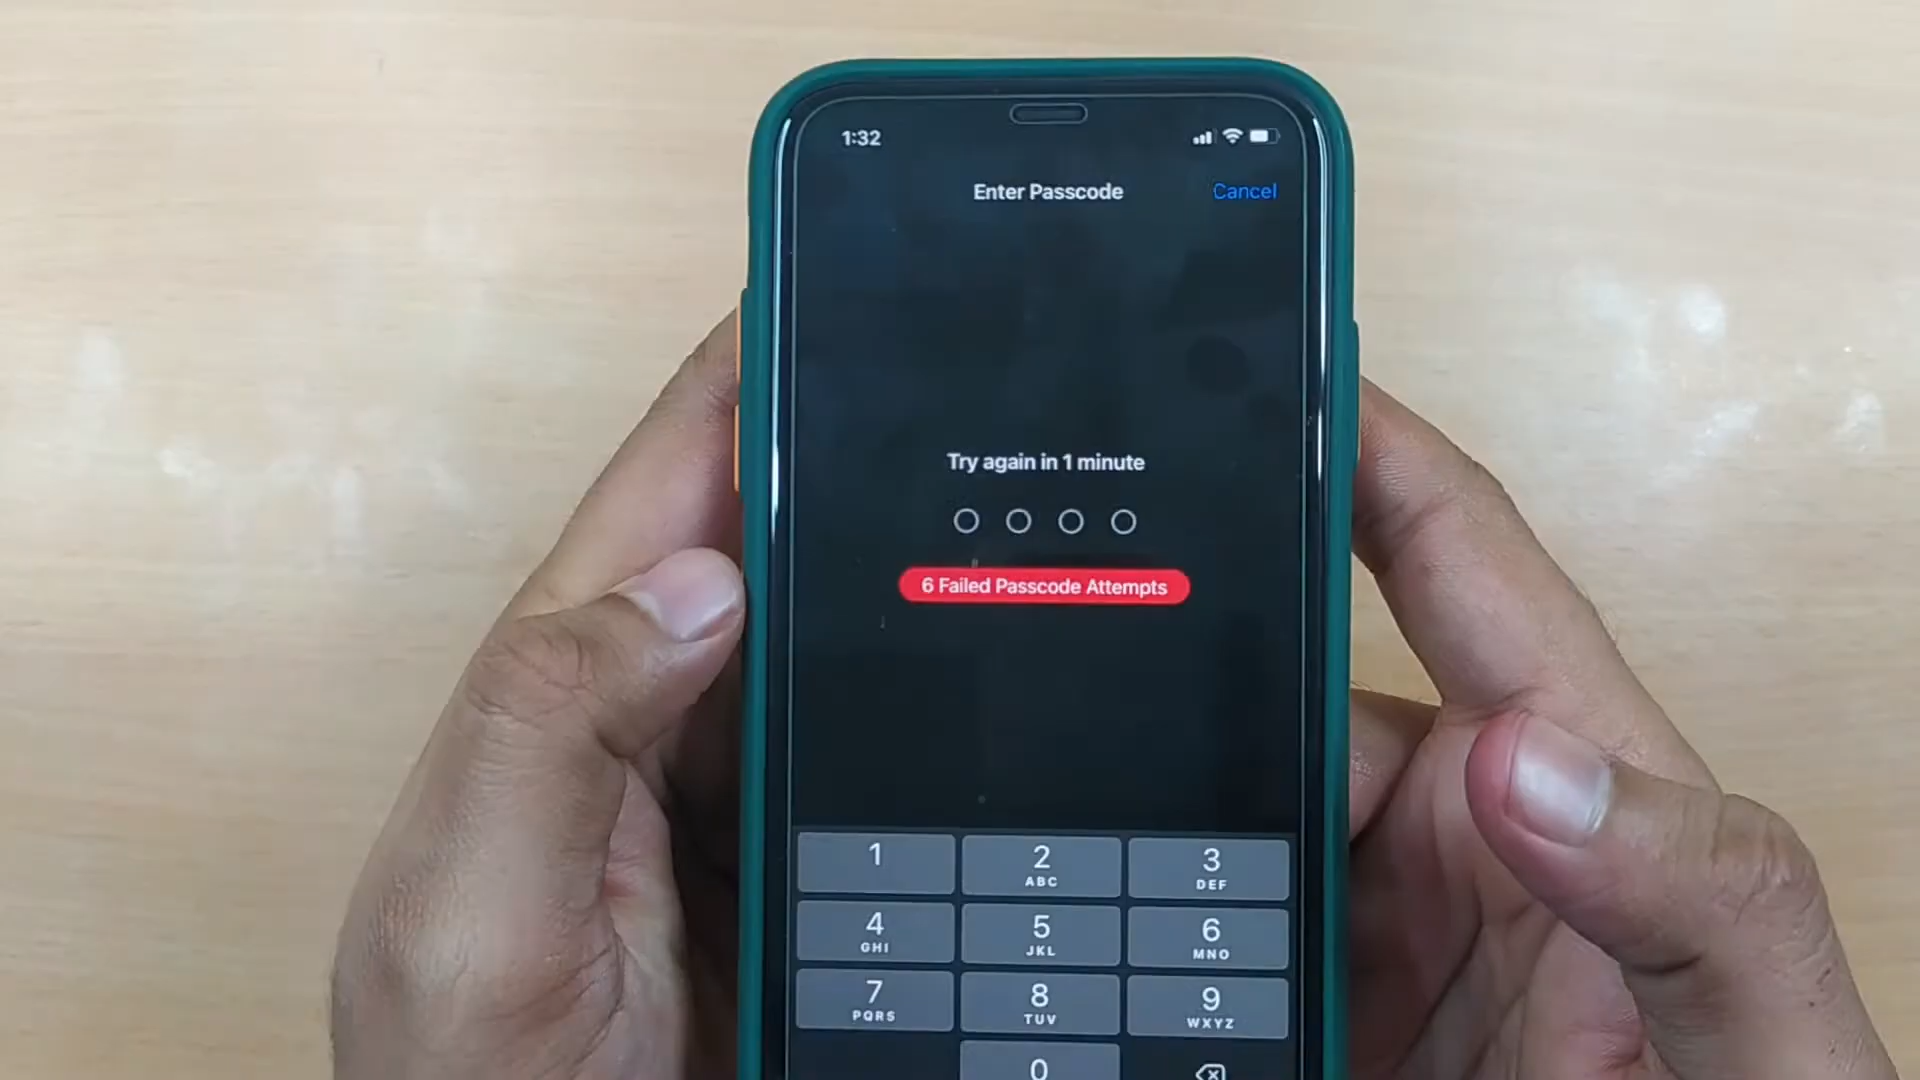 1:32
Enter Passcode
Cancel
Try again in 1 minute
6 Failed Passcode Attempts
1
2
3
ABC
DEF
4
5
6
GHI
JKL
MNO
7
8
9
PQRS
TUV
WXYZ
0